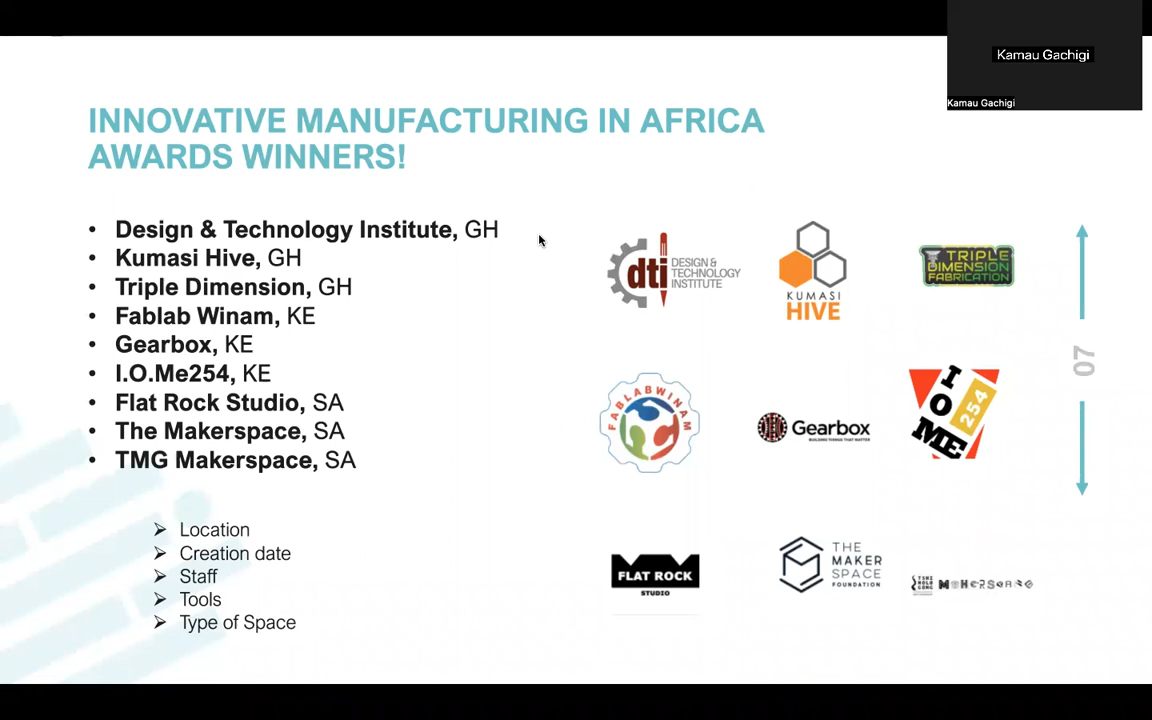 Kamau Gachigi
Kamau Gachigi
INNOVATIVE MANUFACTURING IN AFRICA
AWARDS WINNERS!
• Design & Technology Institute, GH
• Kumasi Hive, GH
• Triple Dimension, GH
• Fablab Winam, KE
• Gearbox, KE
• I.O.Me254, KE
• Flat Rock Studio, SA
• The Makerspace, SA
• TMG Makerspace, SA
➢ Location
➢ Creation date
➢ Staff
➢ Tools
➢ Type of Space
dti
DESIGN &
TECHNOLOGY
INSTITUTE
KUMASI
HIVE
TRIPLE
DIMENSION
FABRICATION
FABLABWINAM
Gearbox
BUILDING THINGS THAT MATTER
I
O
ME
254
FLAT ROCK
STUDIO
THE
MAKER
SPACE
FOUNDATION
07